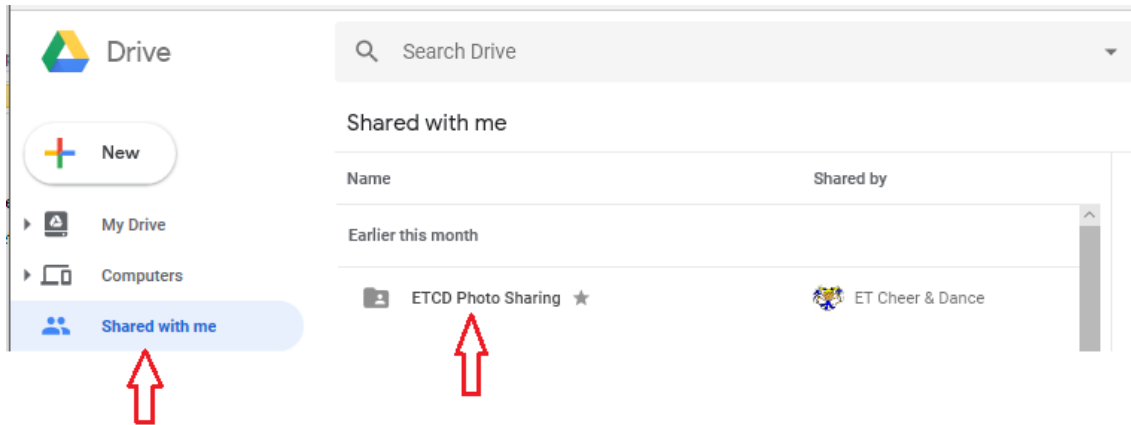 Drive
Search Drive
Shared with me
New
Name
Shared by
My Drive
Earlier this month
Computers
ETCD Photo Sharing
ET Cheer & Dance
Shared with me